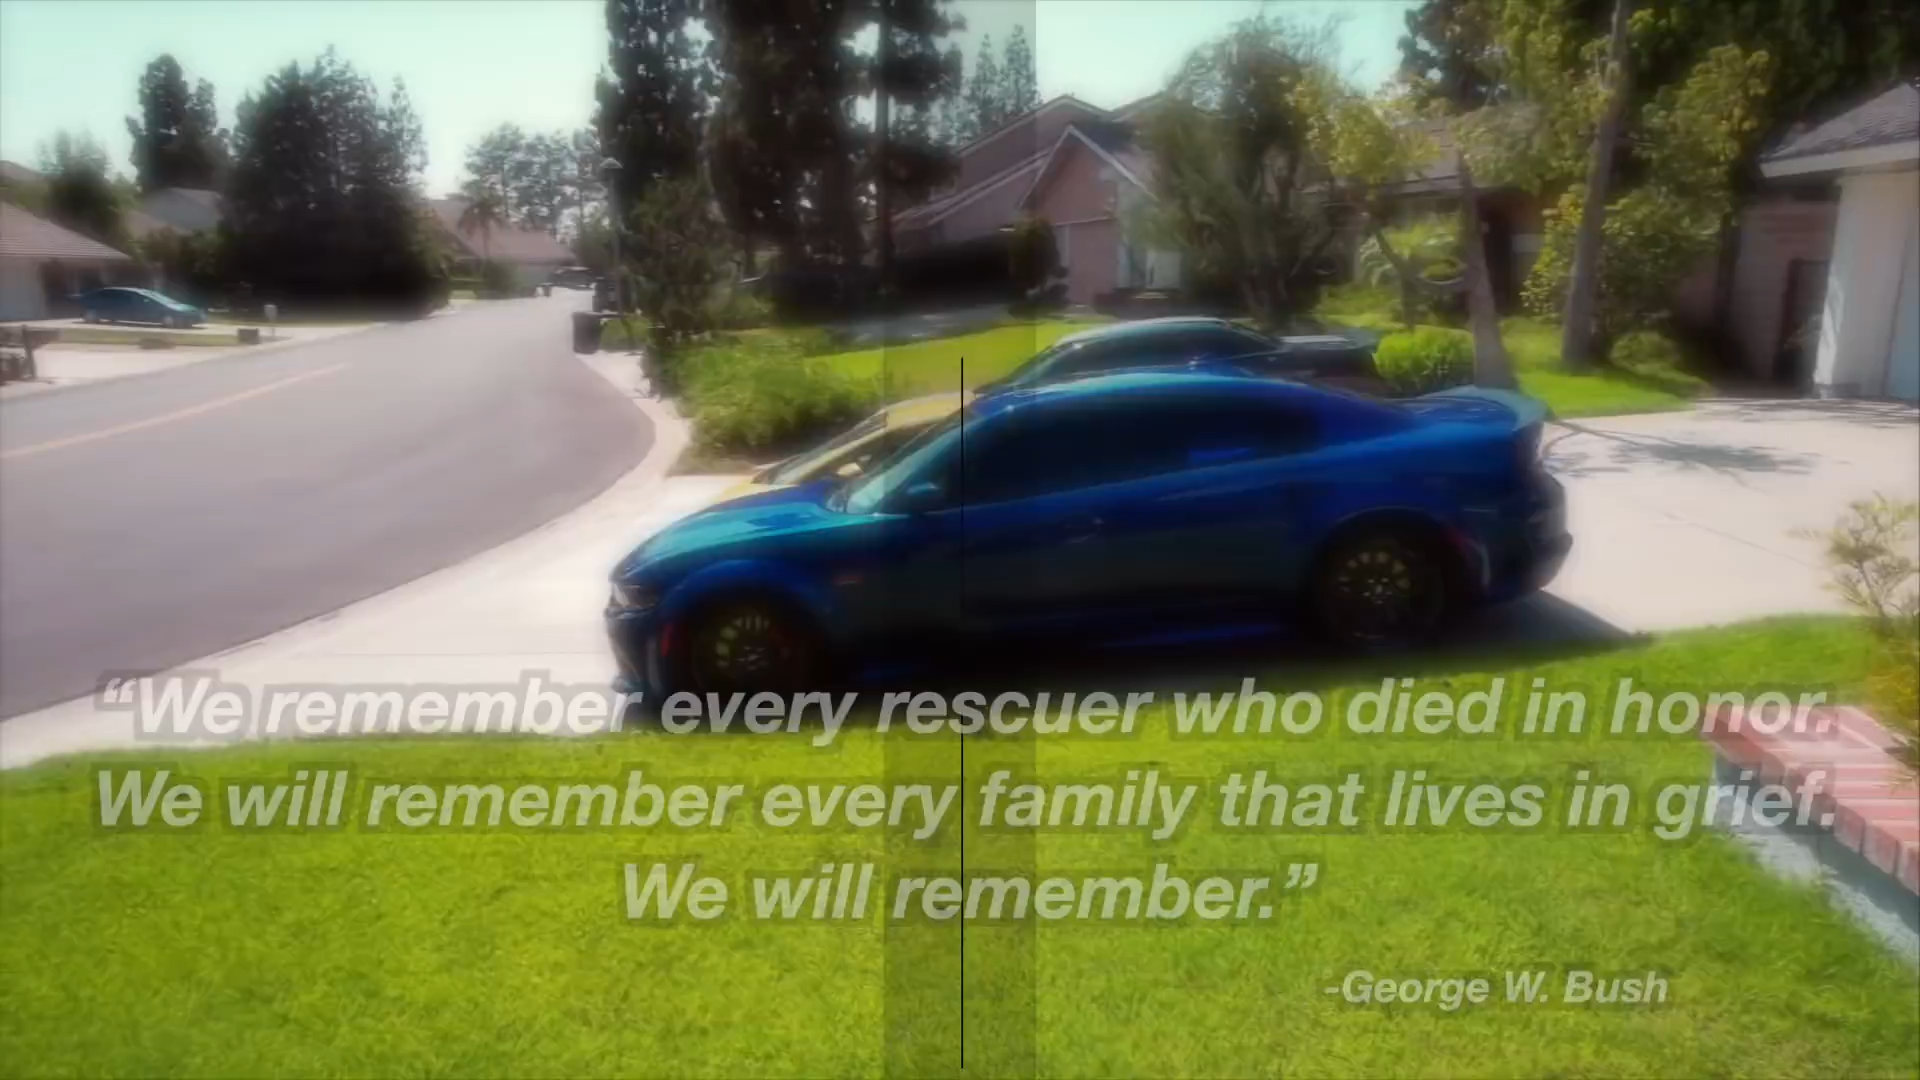 “We remember every rescuer who died in honor.
We will remember every family that lives in grief.
We will remember.”
-George W. Bush